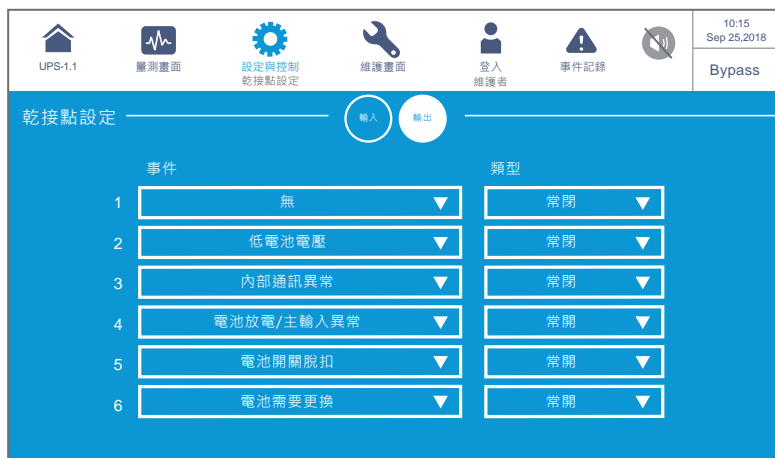 10:15
Sep 25,2018
Bypass
UPS-1.1
量測畫面
設定與控制
乾接點設定
維護畫面
登入
維護者
事件記錄
乾接點設定
輸入
輸出
事件 類型
1 無 常閉
2 低電池電壓 常閉
3 內部通訊異常 常閉
4 電池放電/主輸入異常 常開
5 電池開關脫扣 常開
6 電池需要更換 常開